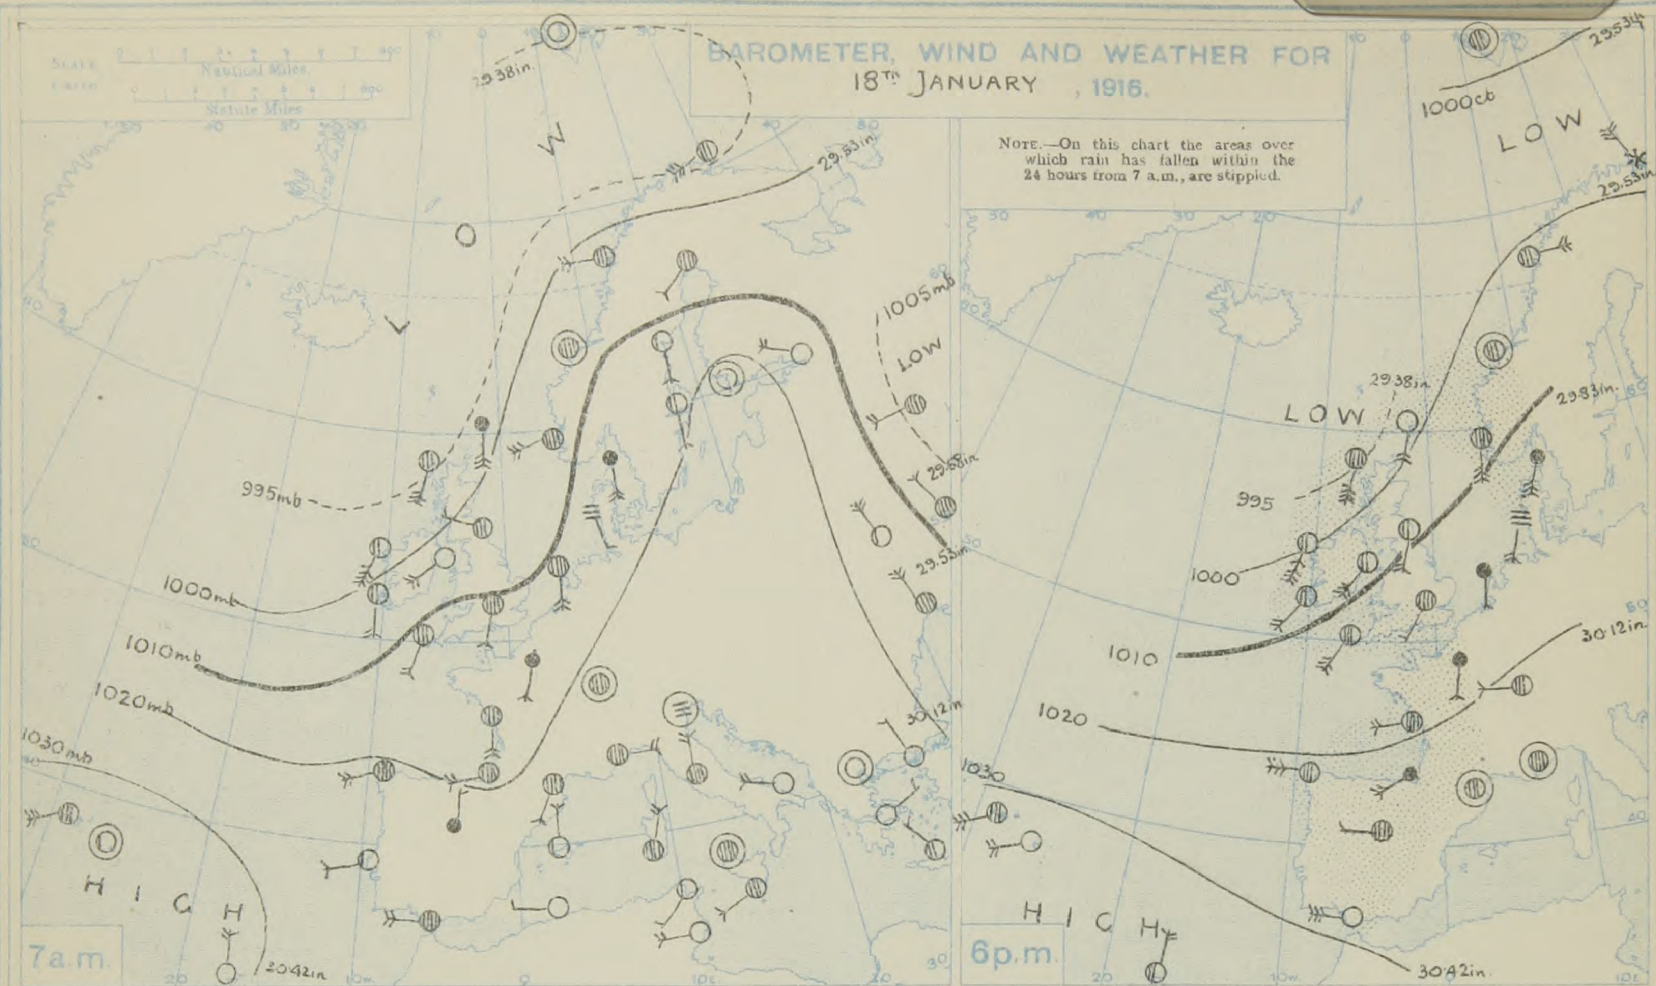 BAROMETER, WIND AND WEATHER FOR
18TH JANUARY , 1916.
NOTE.—On this chart the areas over
which rain has fallen within the
24 hours from 7 a.m., are stippled.
SCALE
Nautical Miles.
Statute Miles
29.38in.
29.53in.
L O W
1005mb
LOW
29.68in.
29.53in.
995mb
1000mb
1010mb
1020mb
1030mb
30.12in
H I G H
30.42in
7a.m.
29.53in
1000cb
LOW
29.53in
29.38in.
LOW
29.83in.
995
1000
1010
30.12in
1020
1030
H I G H
30.42in.
6p.m.